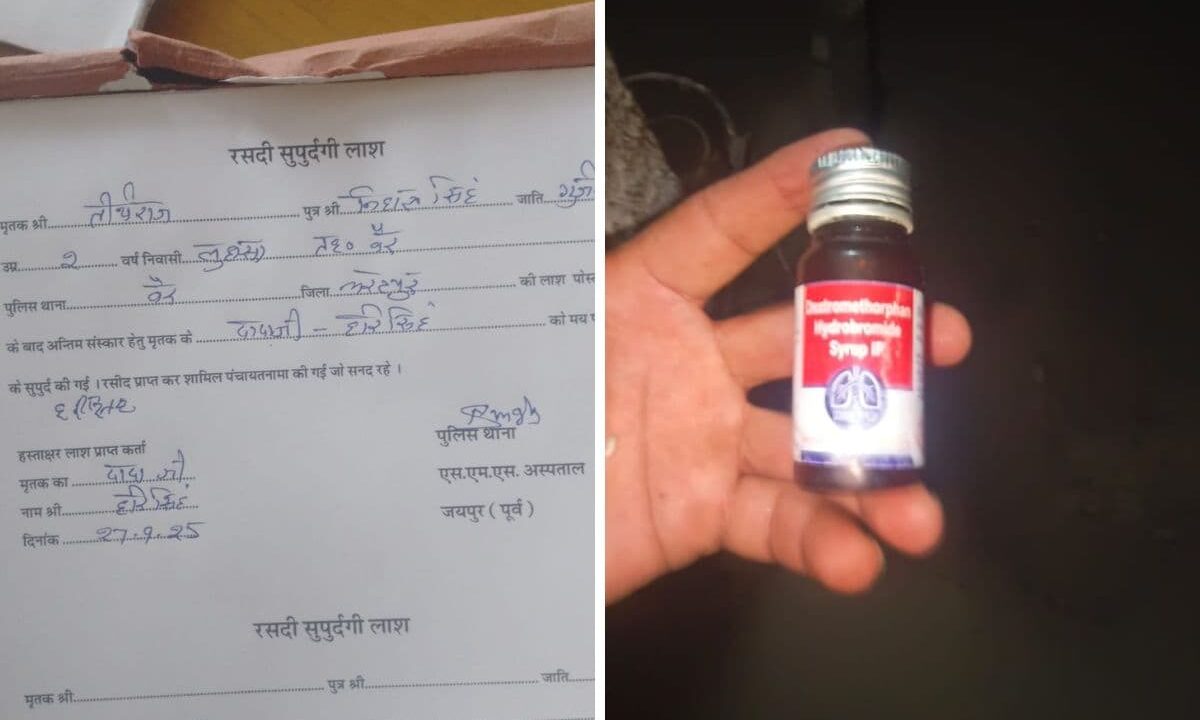 रसदी सुपुर्दगी लाश
मृतक श्री तीर्थराज पुत्र श्री निहाल सिंह जाति
उम्र 2 वर्ष निवासी लुहासा तह० वैर
पुलिस थाना वैर जिला भरतपुर की लाश पोस
के बाद अन्तिम संस्कार हेतु मृतक के दादाजी - हरि सिंह को मय
के सुपुर्द की गई । रसीद प्राप्त कर शामिल पंचायतनामा की गई जो सनद रहे ।
हरि सिंह
हस्ताक्षर लाश प्राप्त कर्ता
मृतक का दादा जी
नाम श्री हरि सिंह
दिनांक 27.9.25
पुलिस थाना
एस.एम.एस. अस्पताल
जयपुर ( पूर्व )
रसदी सुपुर्दगी लाश
मृतक श्री पुत्र श्री जाति
Dextromethorphan
Hydrobromide
Syrup IP